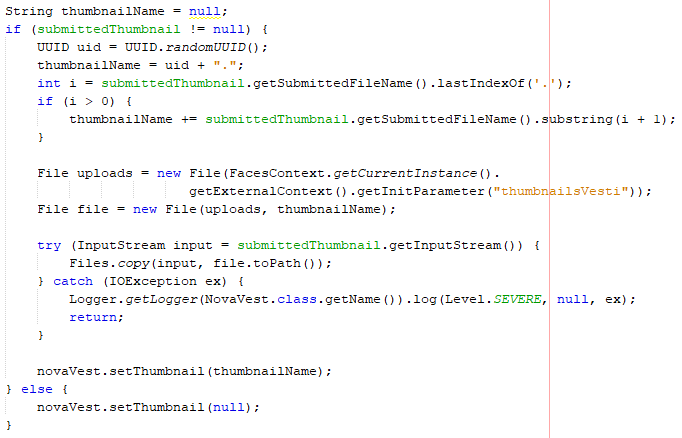 String thumbnailName = null;
if (submittedThumbnail != null) {
    UUID uid = UUID.randomUUID();
    thumbnailName = uid + ".";
    int i = submittedThumbnail.getSubmittedFileName().lastIndexOf('.');
    if (i > 0) {
        thumbnailName += submittedThumbnail.getSubmittedFileName().substring(i + 1);
    }

    File uploads = new File(FacesContext.getCurrentInstance().
                       getExternalContext().getInitParameter("thumbnailsVesti"));
    File file = new File(uploads, thumbnailName);

    try (InputStream input = submittedThumbnail.getInputStream()) {
        Files.copy(input, file.toPath());
    } catch (IOException ex) {
        Logger.getLogger(NovaVest.class.getName()).log(Level.SEVERE, null, ex);
        return;
    }

    novaVest.setThumbnail(thumbnailName);
} else {
    novaVest.setThumbnail(null);
}